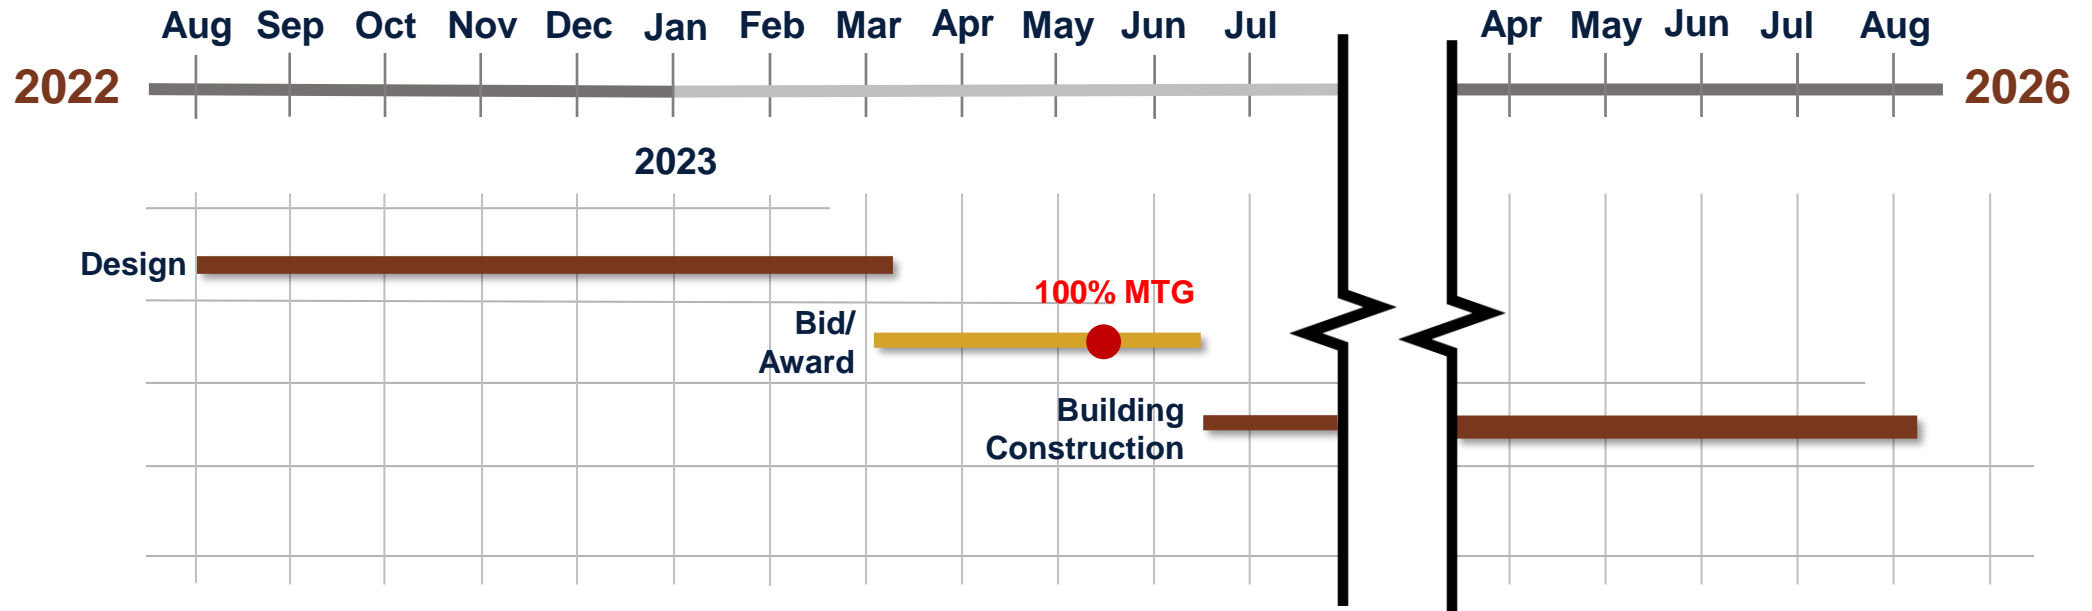 Aug Sep Oct Nov Dec Jan Feb Mar Apr May Jun Jul Apr May Jun Jul Aug
2022 2026
2023
Design
100% MTG
Bid/
Award
Building
Construction